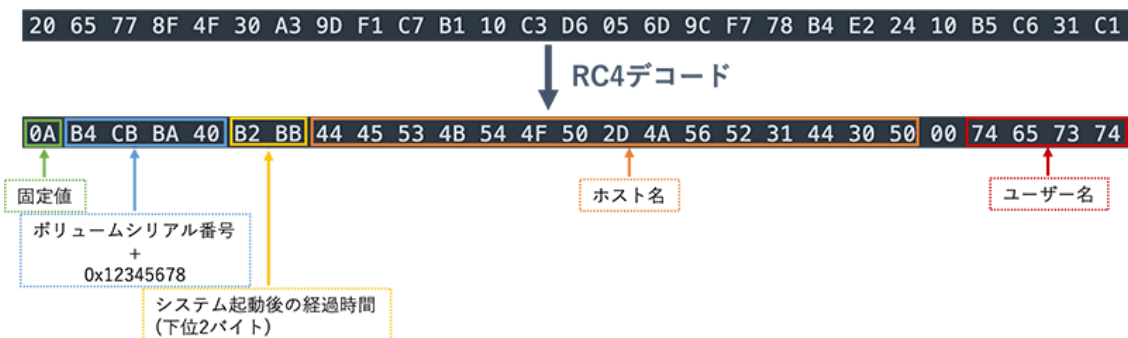 20 65 77 8F 4F 30 A3 9D F1 C7 B1 10 C3 D6 05 6D 9C F7 78 B4 E2 24 10 B5 C6 31 C1
RC4デコード
0A B4 CB BA 40 B2 BB 44 45 53 4B 54 4F 50 2D 4A 56 52 31 44 30 50 00 74 65 73 74
固定値
ホスト名
ユーザー名
ボリュームシリアル番号
+
0x12345678
システム起動後の経過時間
(下位2バイト)